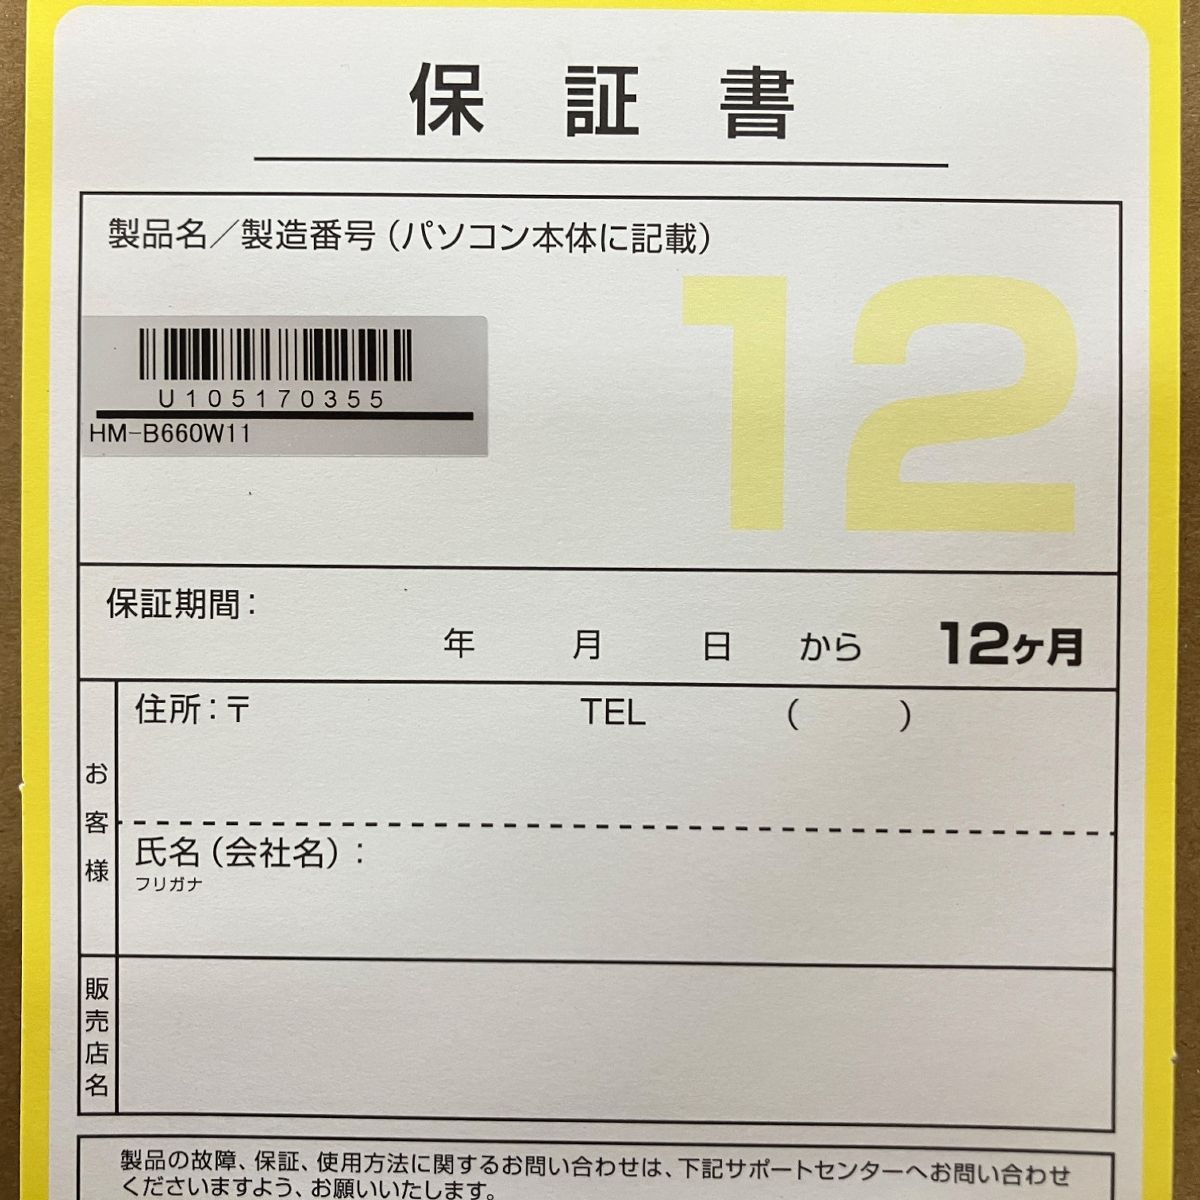 保証書
製品名／製造番号（パソコン本体に記載）
12
U105170355
HM-B660W11
保証期間：
年 月 日 から 12ヶ月
お客様
住所：〒 TEL ( )
氏名（会社名）：
フリガナ
販売店名
製品の故障、保証、使用方法に関するお問い合わせは、下記サポートセンターへお問い合わせ
くださいますよう、お願いいたします。